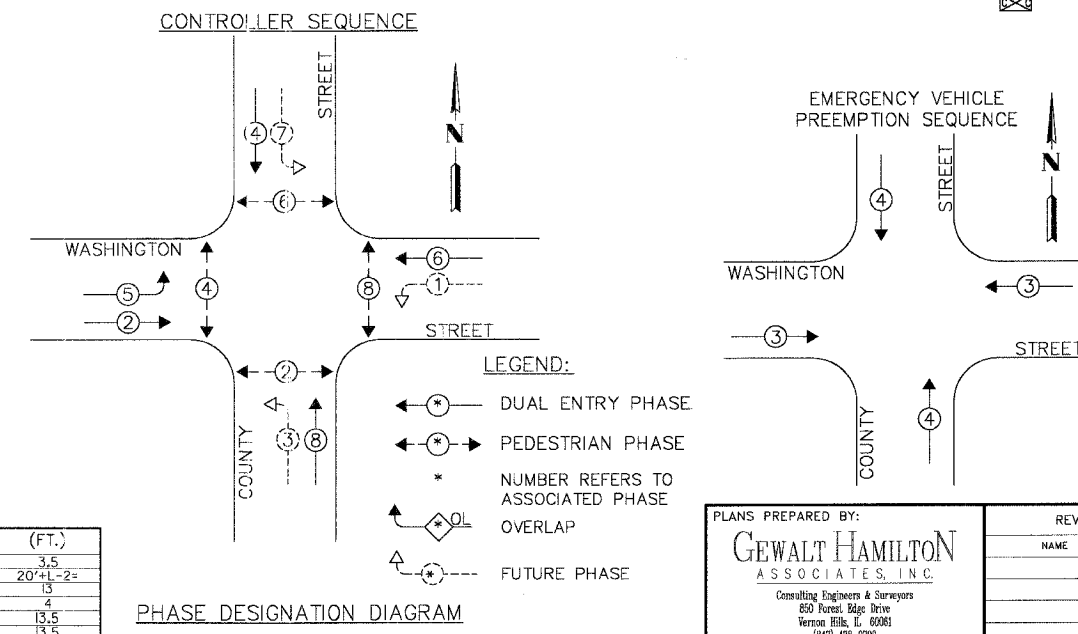 CONTROLLER SEQUENCE
STREET
4
7
N
6
WASHINGTON
6
5
4
8
1
2
STREET
2
3
8
COUNTY
LEGEND:
* DUAL ENTRY PHASE
* PEDESTRIAN PHASE
* NUMBER REFERS TO
ASSOCIATED PHASE
* OL OVERLAP
* FUTURE PHASE
PHASE DESIGNATION DIAGRAM
(FT.)
3.5
20'+L-2=
13
4
13.5
13.5
EMERGENCY VEHICLE
PREEMPTION SEQUENCE
N
STREET
4
WASHINGTON
3
3
STREET
4
COUNTY
PLANS PREPARED BY:
GEWALT HAMILTON
ASSOCIATES, INC.
Consulting Engineers & Surveyors
850 Forest Edge Drive
Vernon Hills, IL 60061
REV
NAME